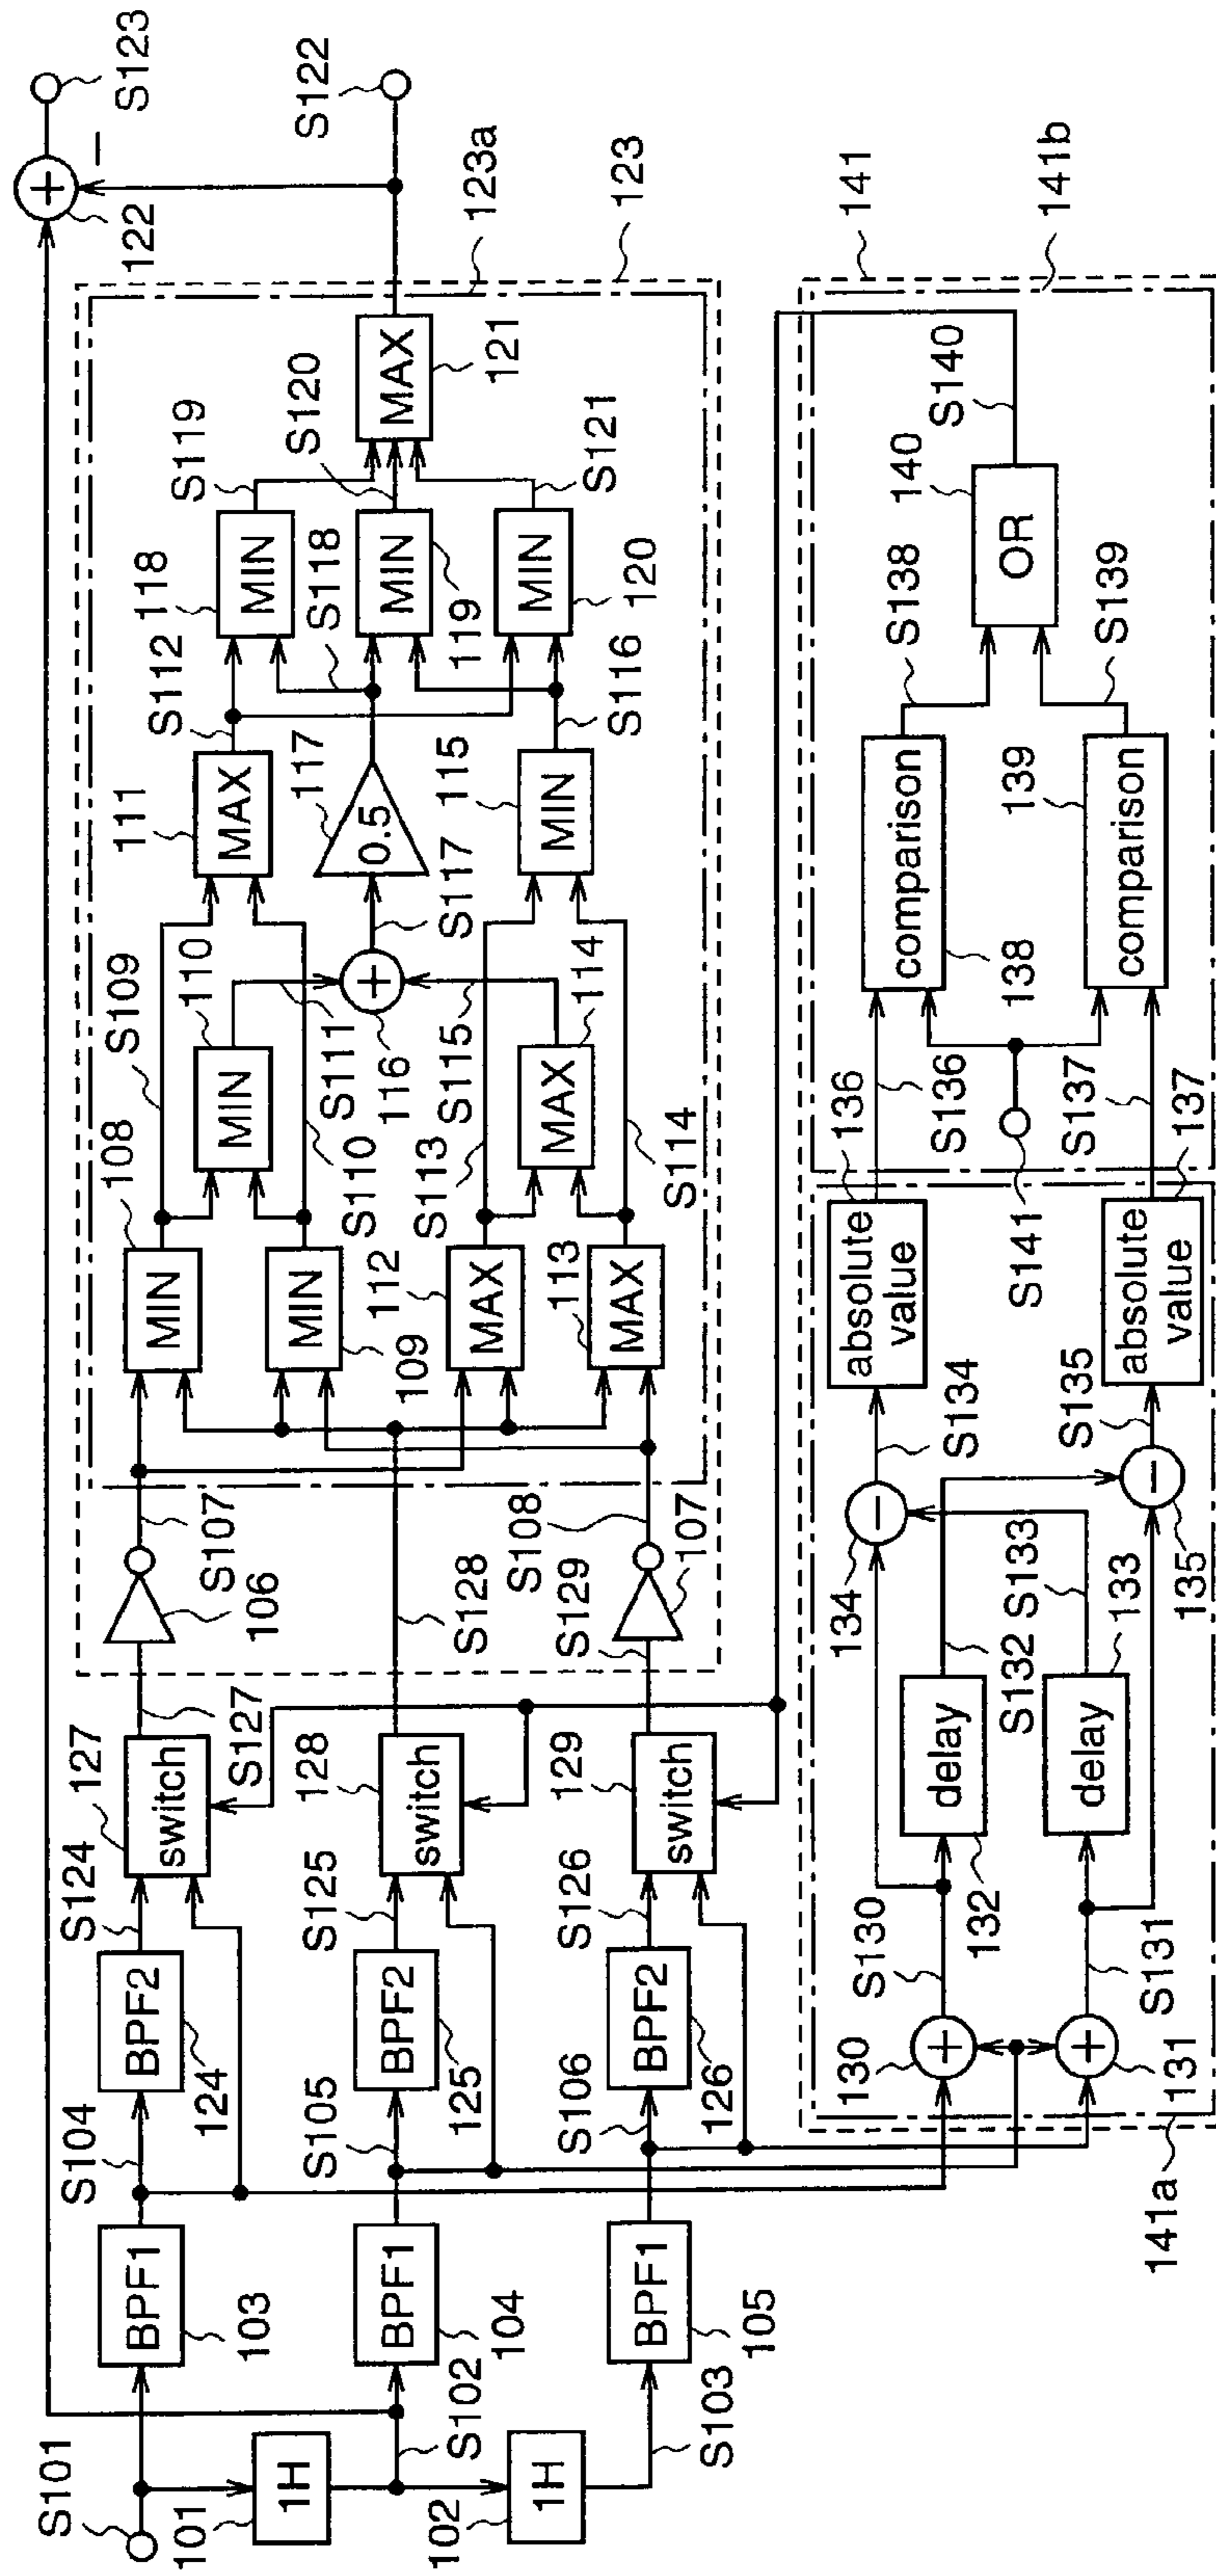 S101
101
1H
102
1H
S102
S103
BPF1
103
BPF1
104
BPF1
105
S104
S105
S106
BPF2
124
BPF2
125
BPF2
126
S124
S125
S126
127
switch
S127
128
switch
S128
129
switch
S129
106
S107
107
S108
108
MIN
S109
MIN
109
S110
110
MIN
S111
112
MAX
S113
113
MAX
S114
MAX
114
S115
116
+
S117
111
MAX
S112
117
0.5
S118
115
MIN
S116
118
MIN
S119
MIN
119
S120
MIN
120
S121
MAX
121
122
+
−
S123
S122
123a
123
130
+
S130
+
131
S131
delay
132
S132
delay
133
S133
134
−
S134
−
135
S135
136
absolute
value
S136
absolute
value
137
S137
S141
comparison
138
S138
139
comparison
S139
140
OR
S140
141
141b
141a